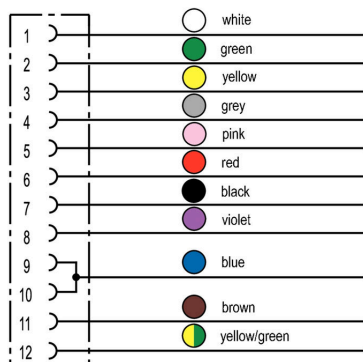 white
1
green
2
yellow
3
grey
4
pink
5
red
6
black
7
violet
8
9
blue
10
brown
11
yellow/green
12